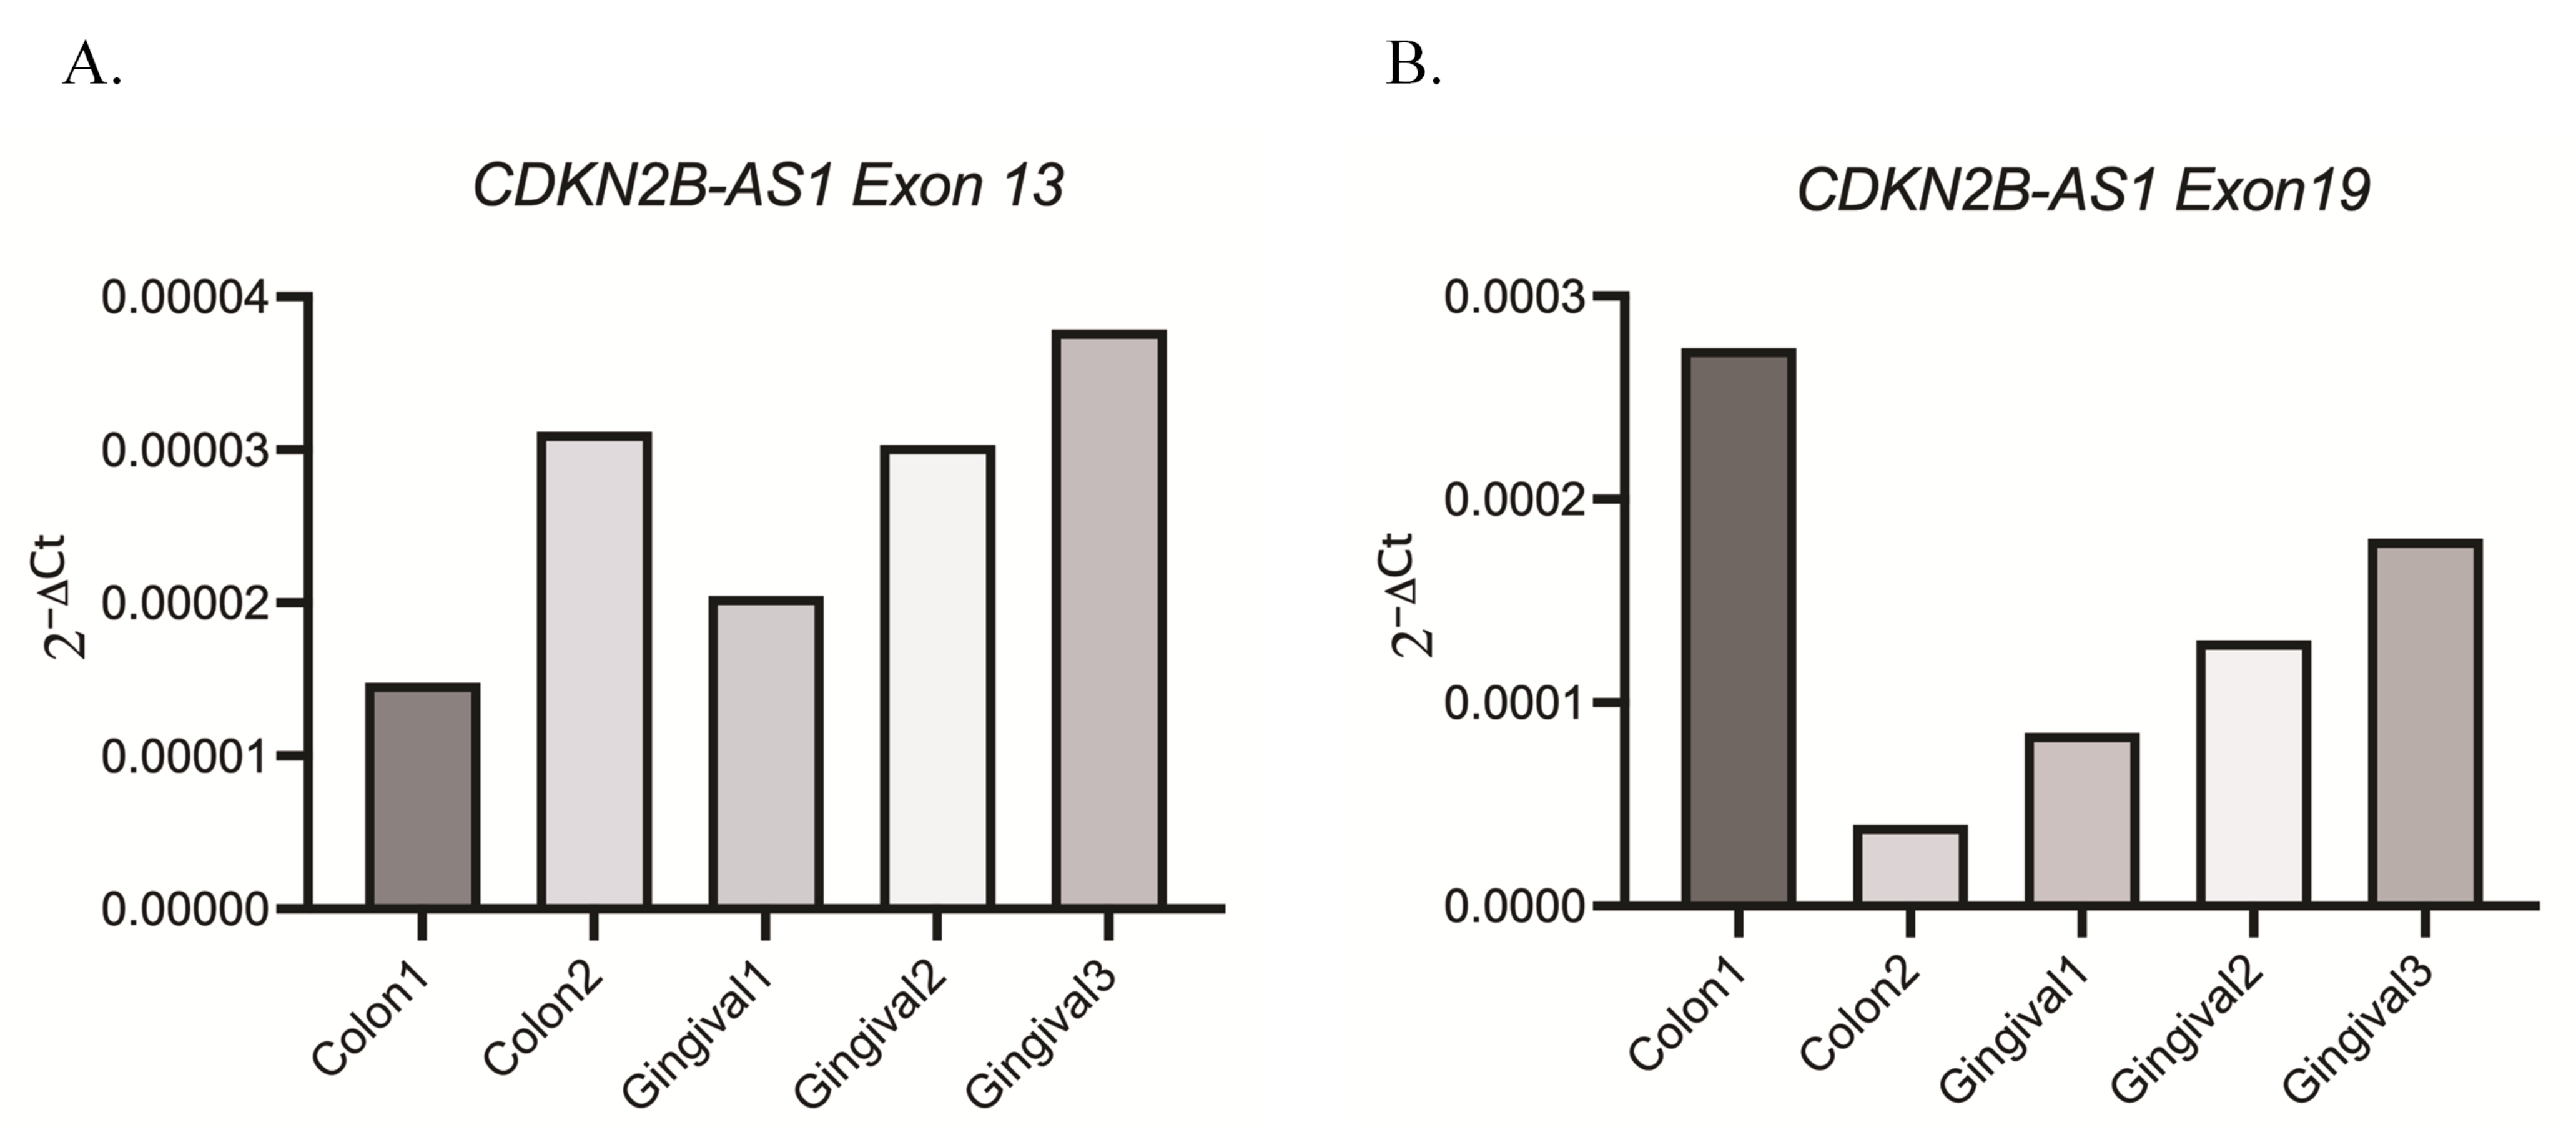 A.
CDKN2B-AS1 Exon 13
2−ΔCt
0.00004
0.00003
0.00002
0.00001
0.00000
Colon1
Colon2
Gingival1
Gingival2
Gingival3
B.
CDKN2B-AS1 Exon19
2−ΔCt
0.0003
0.0002
0.0001
0.0000
Colon1
Colon2
Gingival1
Gingival2
Gingival3